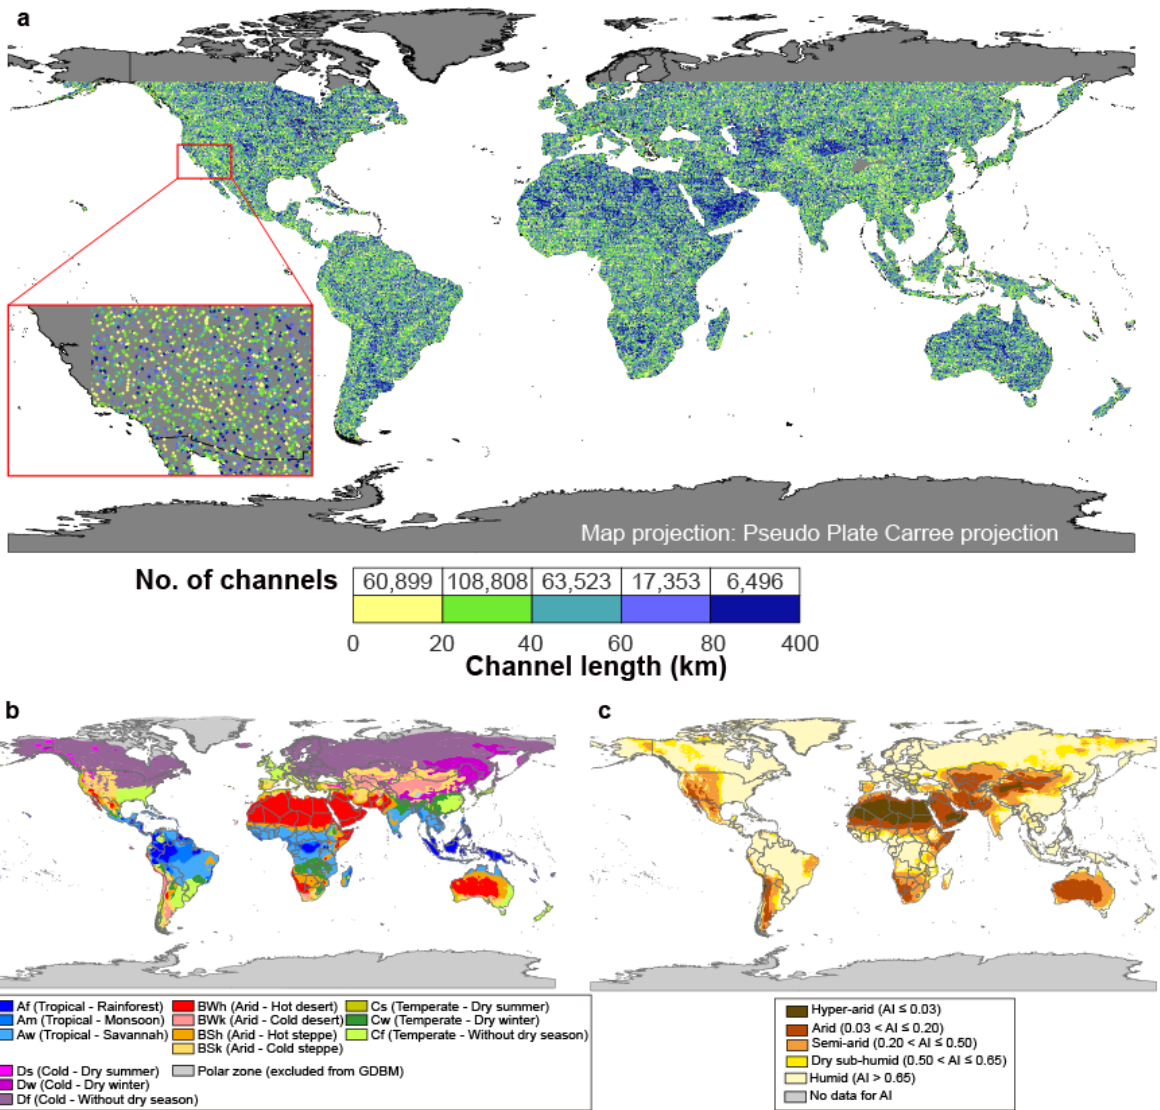 a
Map projection: Pseudo Plate Carree projection
No. of channels
60,899 108,808 63,523 17,353 6,496
0 20 40 60 80 400
Channel length (km)
b
c
Af (Tropical - Rainforest)
Am (Tropical - Monsoon)
Aw (Tropical - Savannah)
BWh (Arid - Hot desert)
BWk (Arid - Cold desert)
BSh (Arid - Hot steppe)
BSk (Arid - Cold steppe)
Cs (Temperate - Dry summer)
Cw (Temperate - Dry winter)
Cf (Temperate - Without dry season)
Ds (Cold - Dry summer)
Dw (Cold - Dry winter)
Df (Cold - Without dry season)
Polar zone (excluded from GDBM)
Hyper-arid (AI ≤ 0.03)
Arid (0.03 < AI ≤ 0.20)
Semi-arid (0.20 < AI ≤ 0.50)
Dry sub-humid (0.50 < AI ≤ 0.65)
Humid (AI > 0.65)
No data for AI